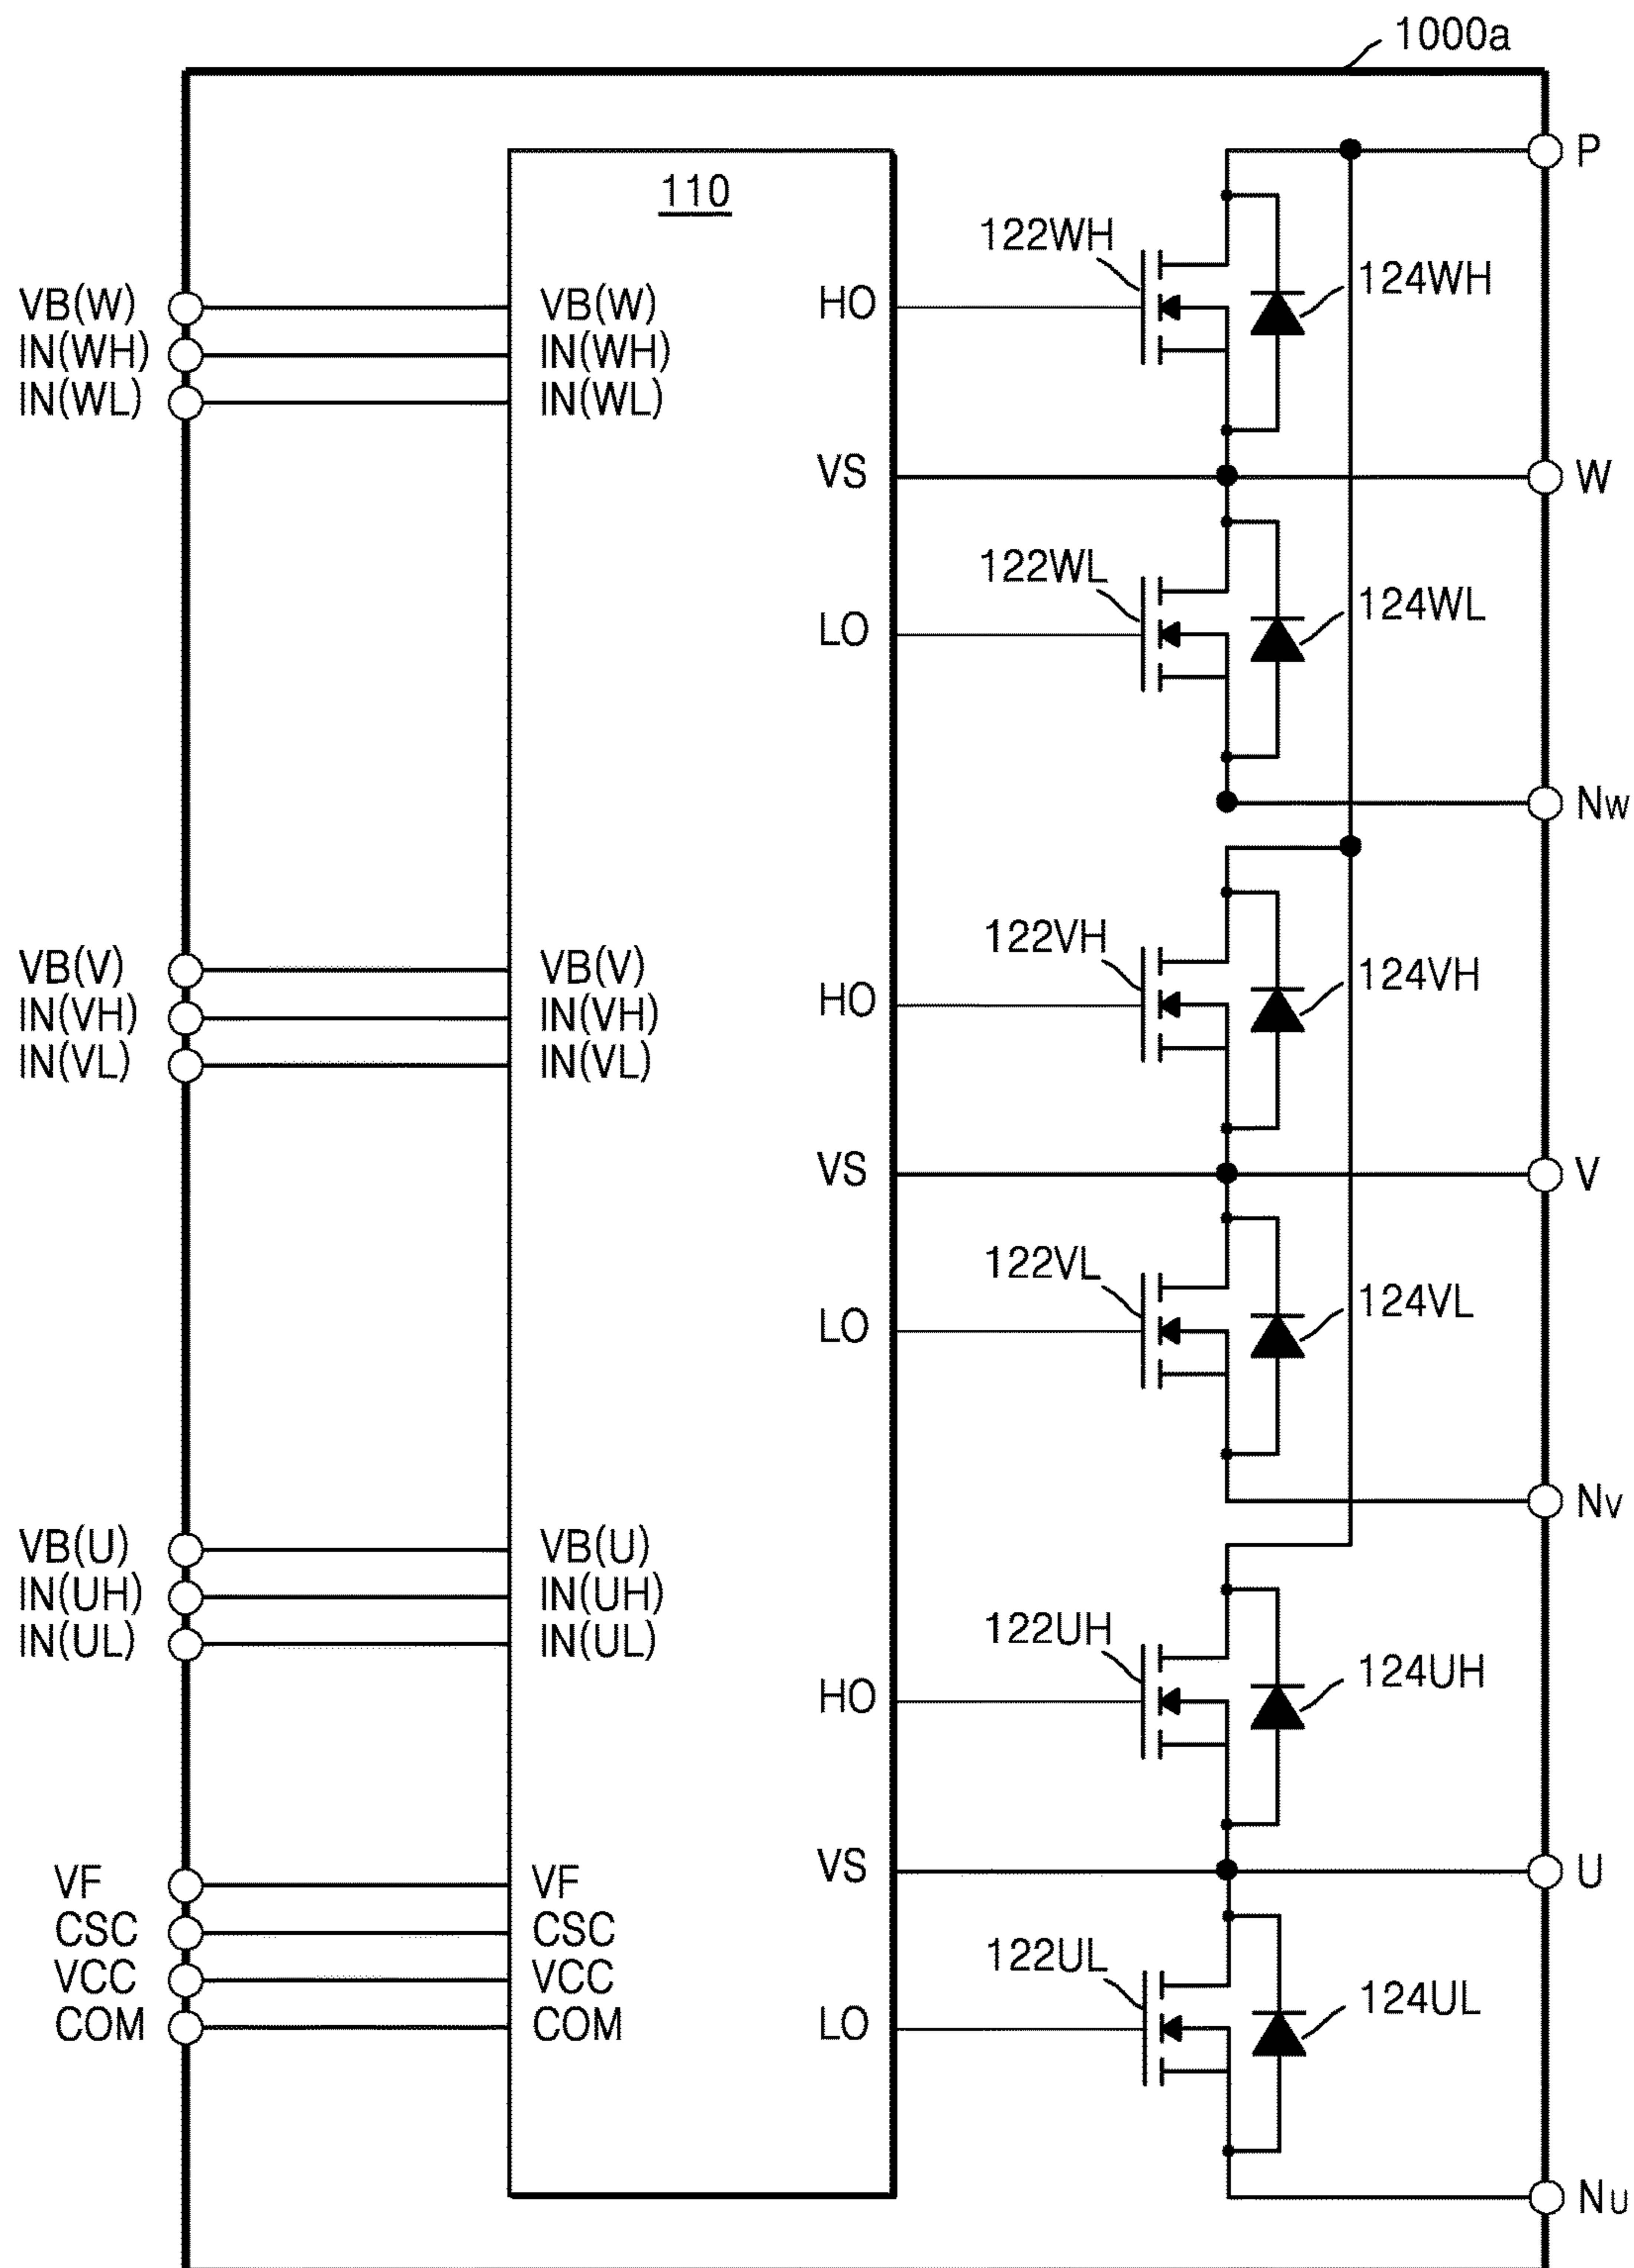 1000a
110
P
122WH
124WH
VB(W)
VB(W)
HO
IN(WH)
IN(WH)
IN(WL)
IN(WL)
VS
W
122WL
124WL
LO
Nw
122VH
124VH
VB(V)
VB(V)
HO
IN(VH)
IN(VH)
IN(VL)
IN(VL)
VS
V
122VL
124VL
LO
Nv
VB(U)
VB(U)
IN(UH)
IN(UH)
IN(UL)
IN(UL)
122UH
124UH
HO
VS
U
VF
VF
CSC
CSC
VCC
VCC
COM
COM
122UL
124UL
LO
NU